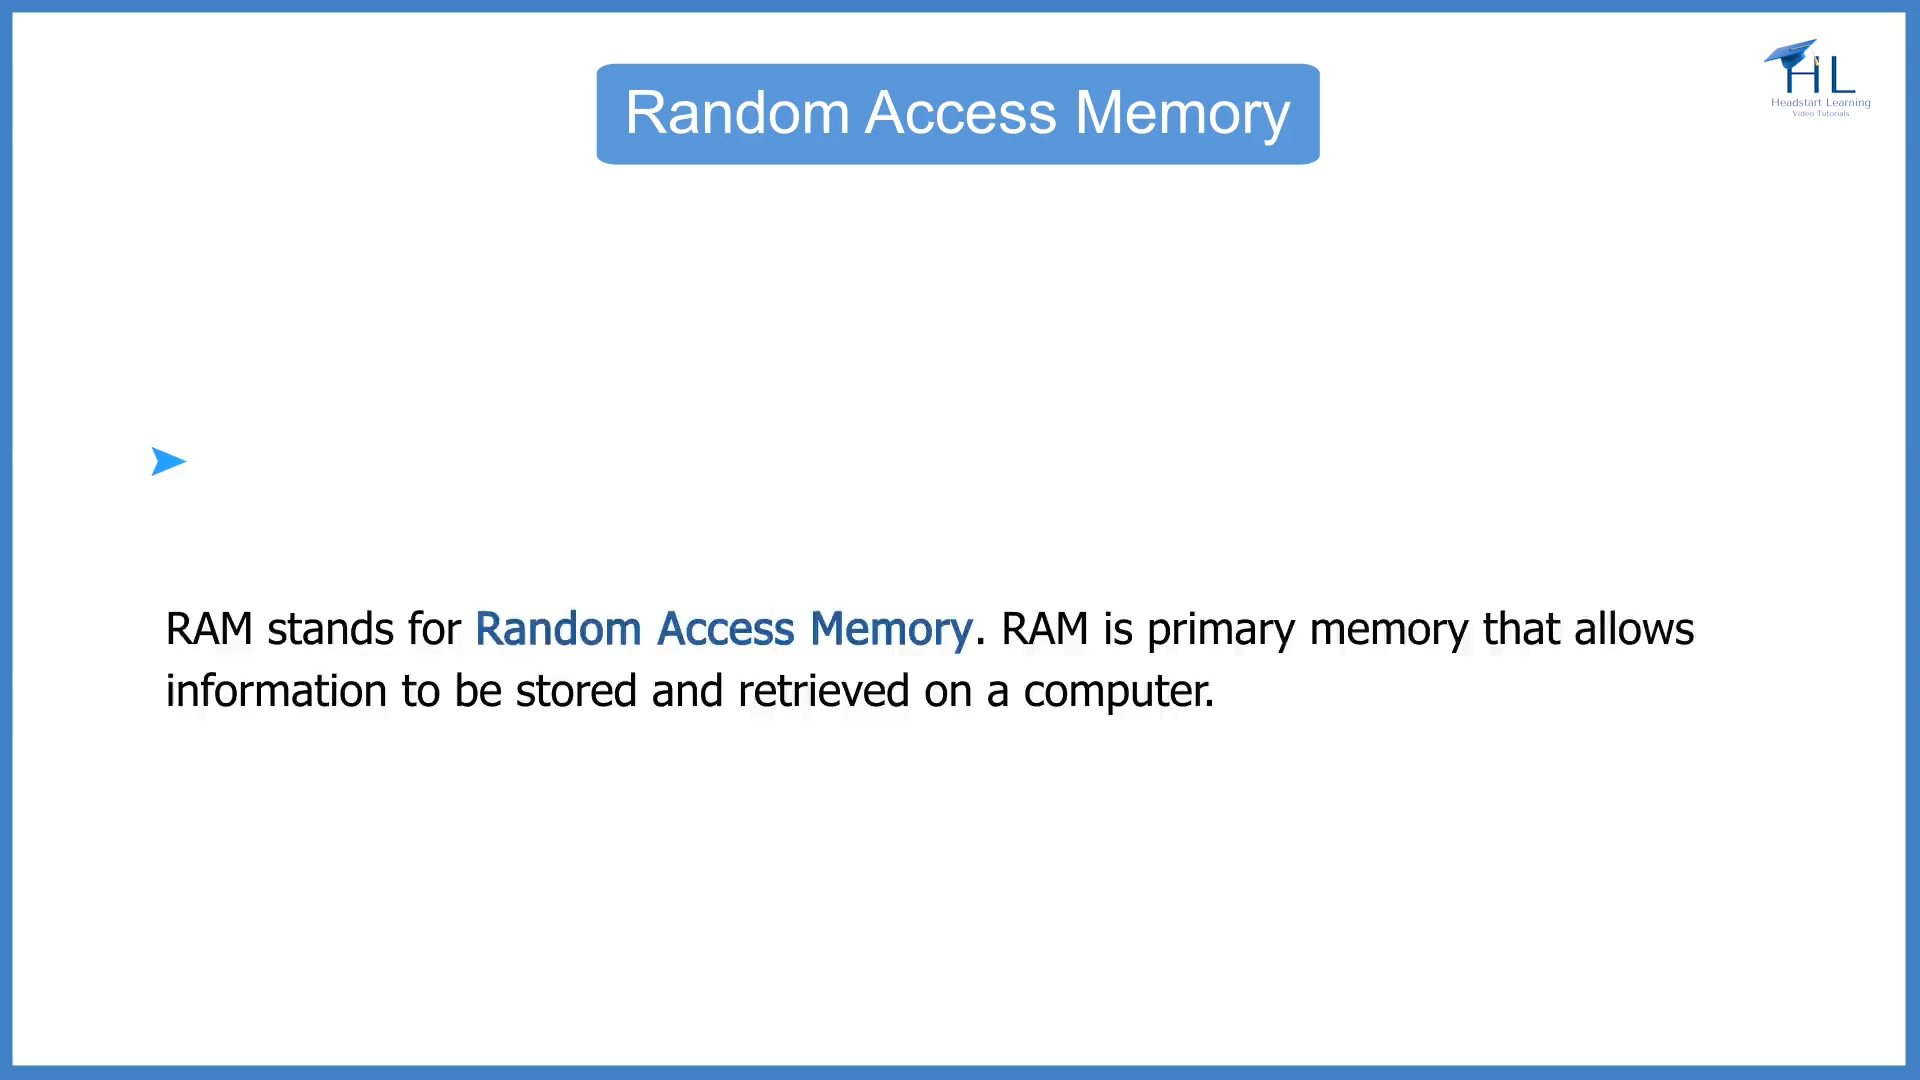 Random Access Memory
HL
Headstart Learning
Video Tutorials
RAM stands for Random Access Memory. RAM is primary memory that allows
information to be stored and retrieved on a computer.